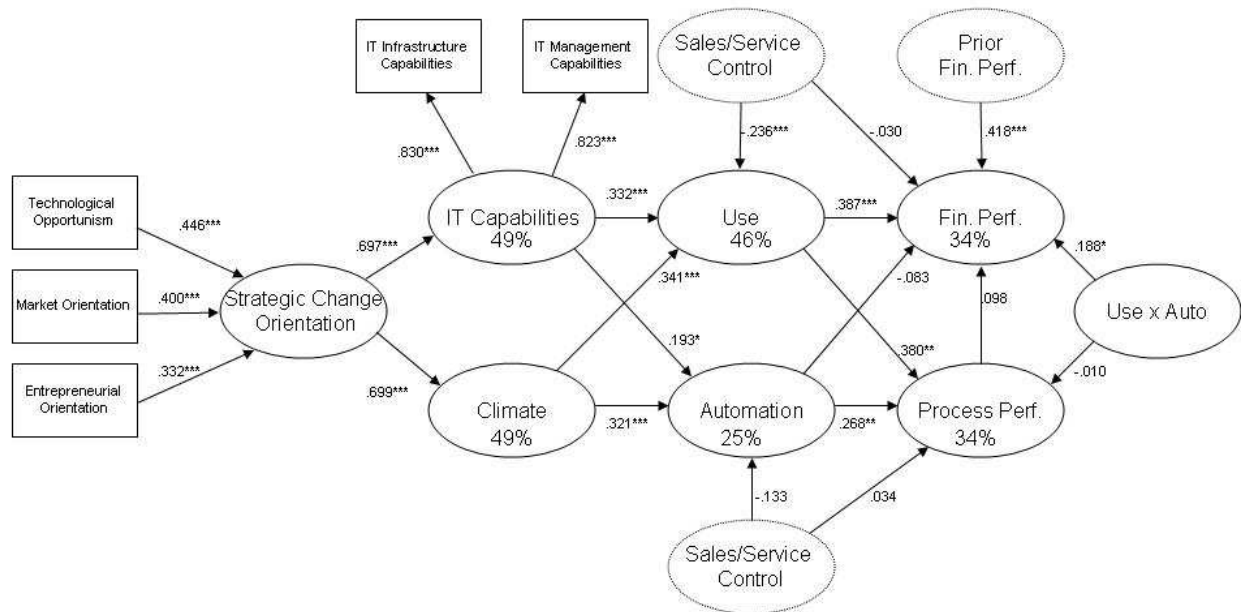 IT Infrastructure
Capabilities
IT Management
Capabilities
Sales/Service
Control
Prior
Fin. Perf.
-.236***
-.030
.418***
.830***
.823***
Technological
Opportunism
.446***
.697***
IT Capabilities
49%
.332***
Use
46%
.387***
Fin. Perf.
34%
.188*
Market Orientation
.400***
Strategic Change
Orientation
.341***
-.083
.098
Use x Auto
.193*
.380**
-.010
Entrepreneurial
Orientation
.332***
.699***
Climate
49%
.321***
Automation
25%
.268**
Process Perf.
34%
-.133
.034
Sales/Service
Control